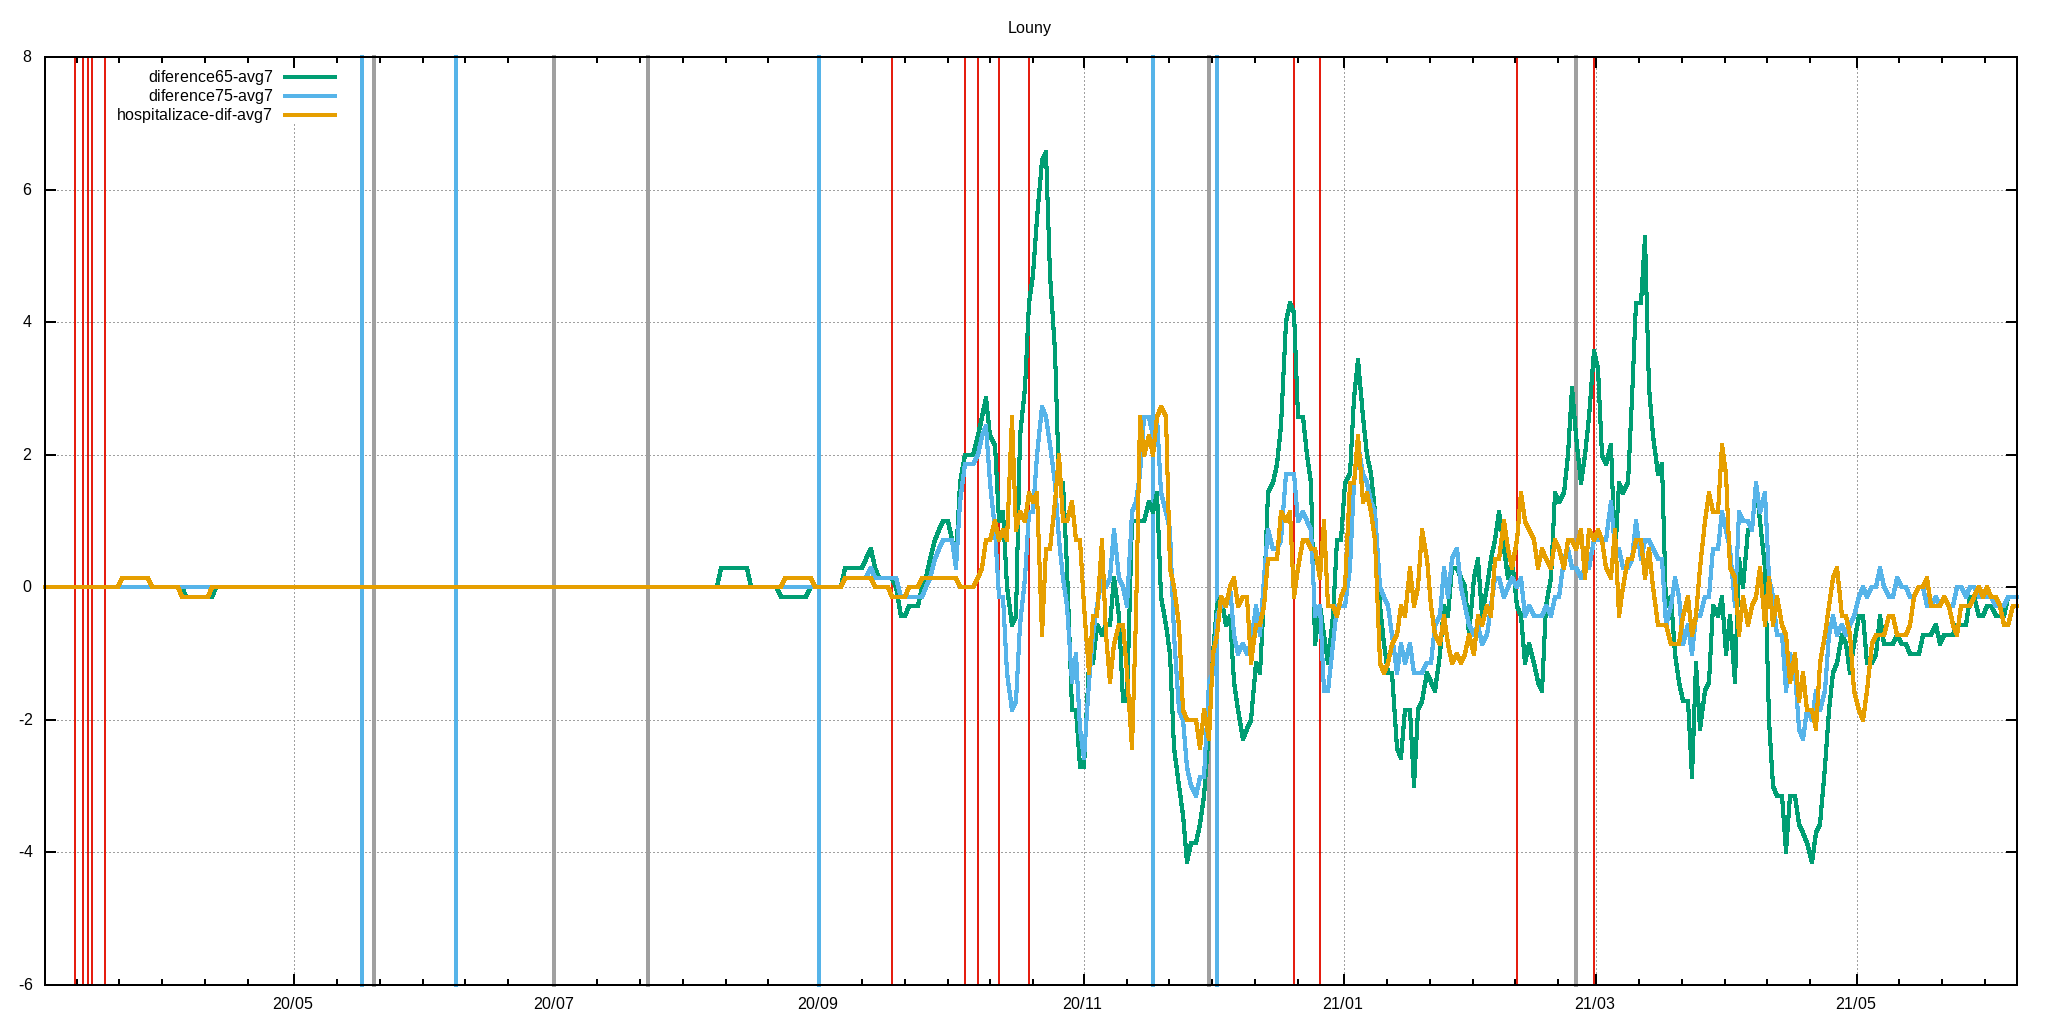 Louny
diference65-avg7
diference75-avg7
hospitalizace-dif-avg7
8
6
4
2
0
-2
-4
-6
20/05 20/07 20/09 20/11 21/01 21/03 21/05